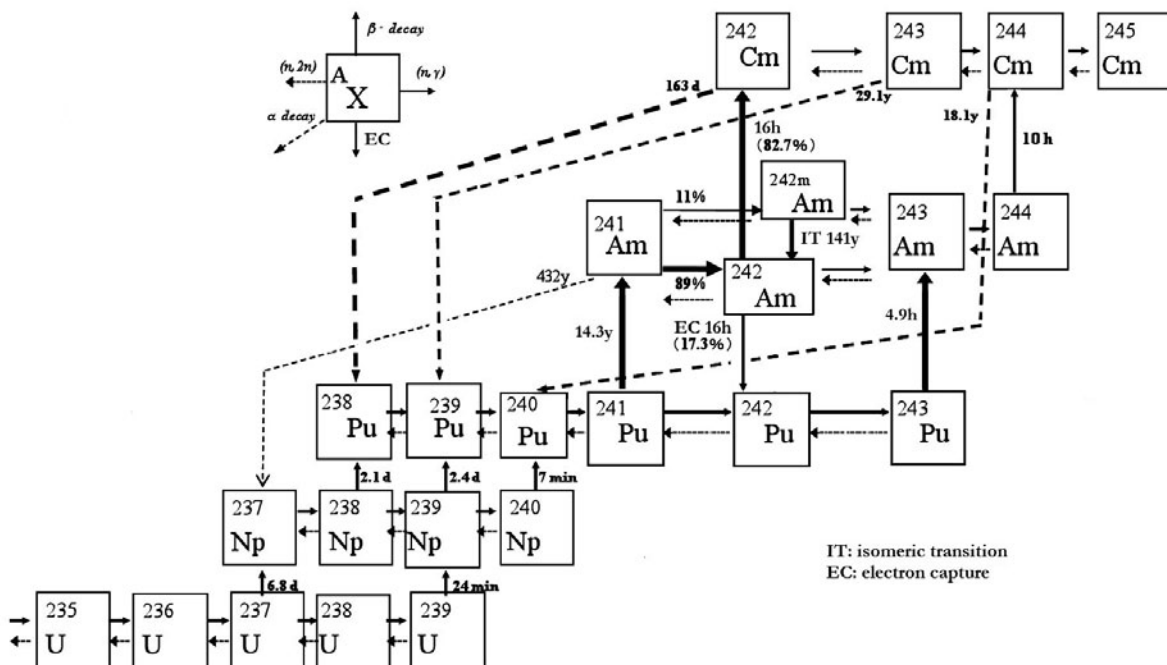 β- decay
(n, 2n)
A
X
(n, γ)
α decay
EC
242
Cm
243
Cm
244
Cm
245
Cm
163 d
29.1y
18.1y
16h
(82.7%)
10 h
242m
Am
11%
241
Am
IT 141y
243
Am
244
Am
432y
89%
242
Am
14.3y
EC 16h
(17.3%)
4.9h
238
Pu
239
Pu
240
Pu
241
Pu
242
Pu
243
Pu
2.1 d
2.4 d
7 min
237
Np
238
Np
239
Np
240
Np
IT: isomeric transition
EC: electron capture
6.8 d
24 min
235
U
236
U
237
U
238
U
239
U